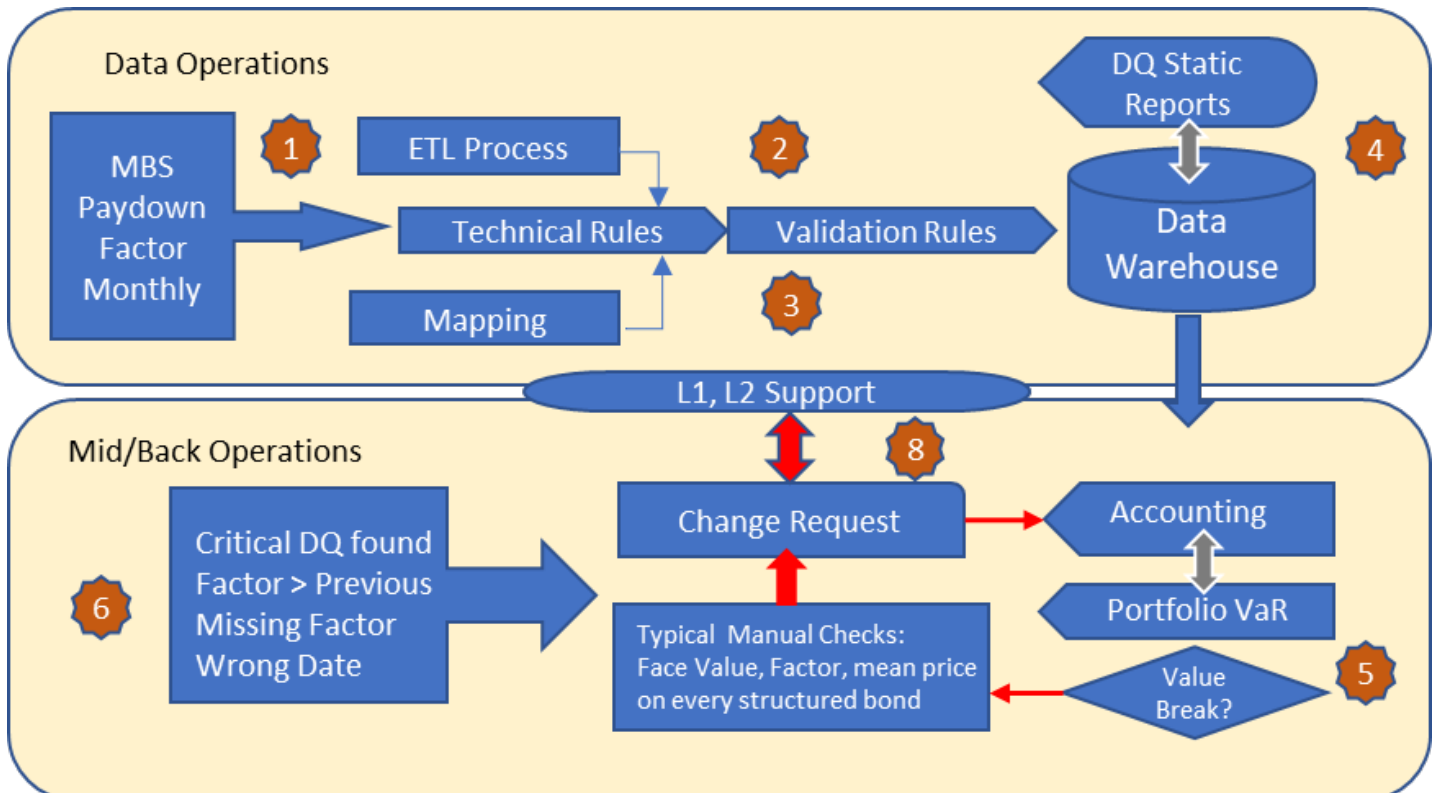 Data Operations
MBS
Paydown
Factor
Monthly
1
ETL Process
Technical Rules
Mapping
2
Validation Rules
3
DQ Static
Reports
Data
Warehouse
4
L1, L2 Support
Mid/Back Operations
6
Critical DQ found
Factor > Previous
Missing Factor
Wrong Date
8
Change Request
Typical Manual Checks:
Face Value, Factor, mean price
on every structured bond
Accounting
Portfolio VaR
Value
Break?
5